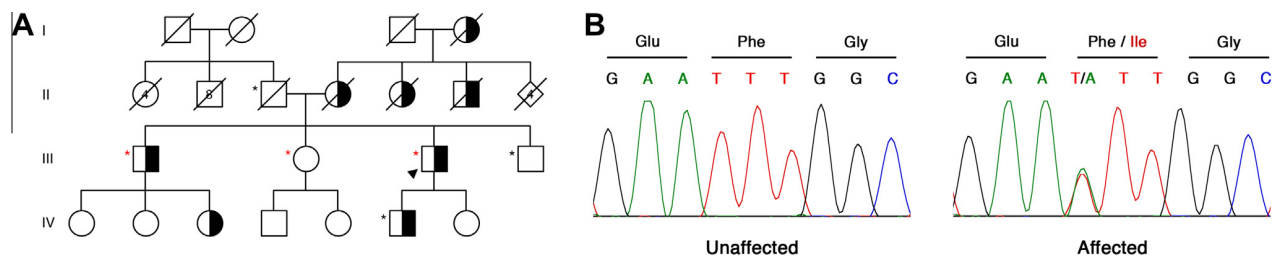 A
I
II
III
IV
4
6
4
*
*
*
*
*
*
B
Glu Phe Gly
G A A T T T G G C
Unaffected
Glu Phe / Ile Gly
G A A T/A T T G G C
Affected